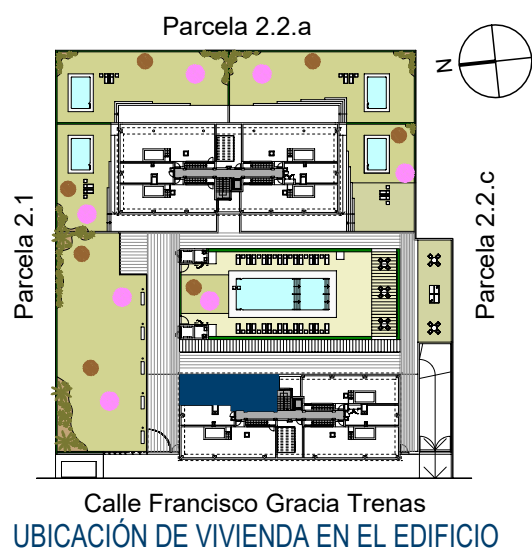 Parcela 2.2.a
N
Parcela 2.1
Parcela 2.2.c
Calle Francisco Gracia Trenas
UBICACIÓN DE VIVIENDA EN EL EDIFICIO